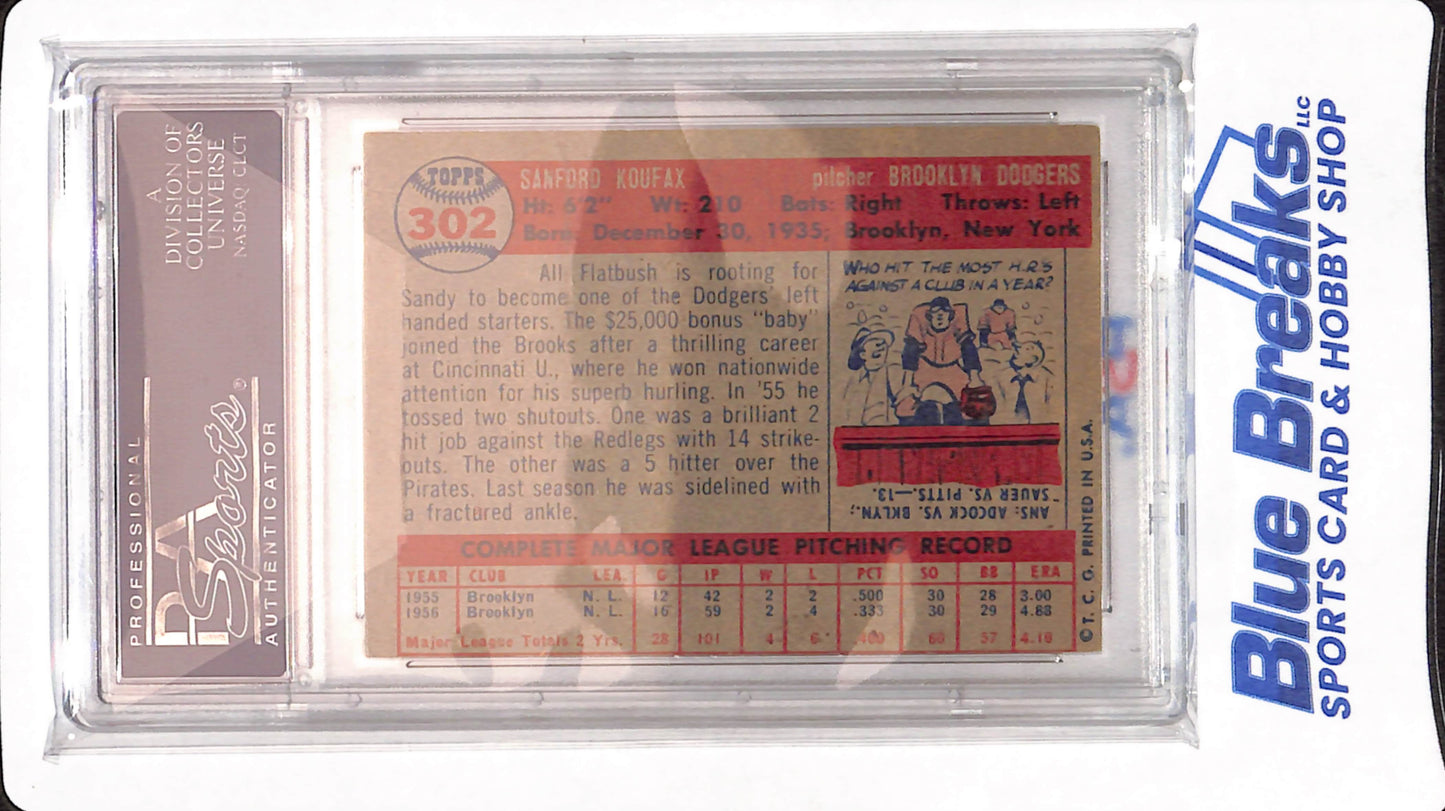 A
DIVISION OF
COLLECTORS
UNIVERSE
NASDAQ CLCT
PROFESSIONAL
PSA
Sports®
AUTHENTICATOR
TOPPS
302
SANFORD KOUFAX pitcher BROOKLYN DODGERS
Ht: 6'2" Wt: 210 Bats: Right Throws: Left
Born: December 30, 1935; Brooklyn, New York
All Flatbush is rooting for
Sandy to become one of the Dodgers' left
handed starters. The $25,000 bonus "baby"
joined the Brooks after a thrilling career
at Cincinnati U., where he won nationwide
attention for his superb hurling. In '55 he
tossed two shutouts. One was a brilliant 2
hit job against the Redlegs with 14 strike-
outs. The other was a 5 hitter over the
Pirates. Last season he was sidelined with
a fractured ankle.
WHO HIT THE MOST H.R'S
AGAINST A CLUB IN A YEAR?
ANS: ADCOCK VS. BKLYN.;
SAUER VS. PITTS.—13.
© T. C. G. PRINTED IN U.S.A.
COMPLETE MAJOR LEAGUE PITCHING RECORD
YEAR CLUB LEA. G IP W L PCT SO BB ERA
1955 Brooklyn N. L. 12 42 2 2 .500 30 28 3.00
1956 Brooklyn N. L. 16 59 2 4 .333 30 29 4.88
Major League Totals 2 Yrs. 28 101 4 6 .400 60 57 4.10
Blue Breaks LLC
SPORTS CARD & HOBBY SHOP